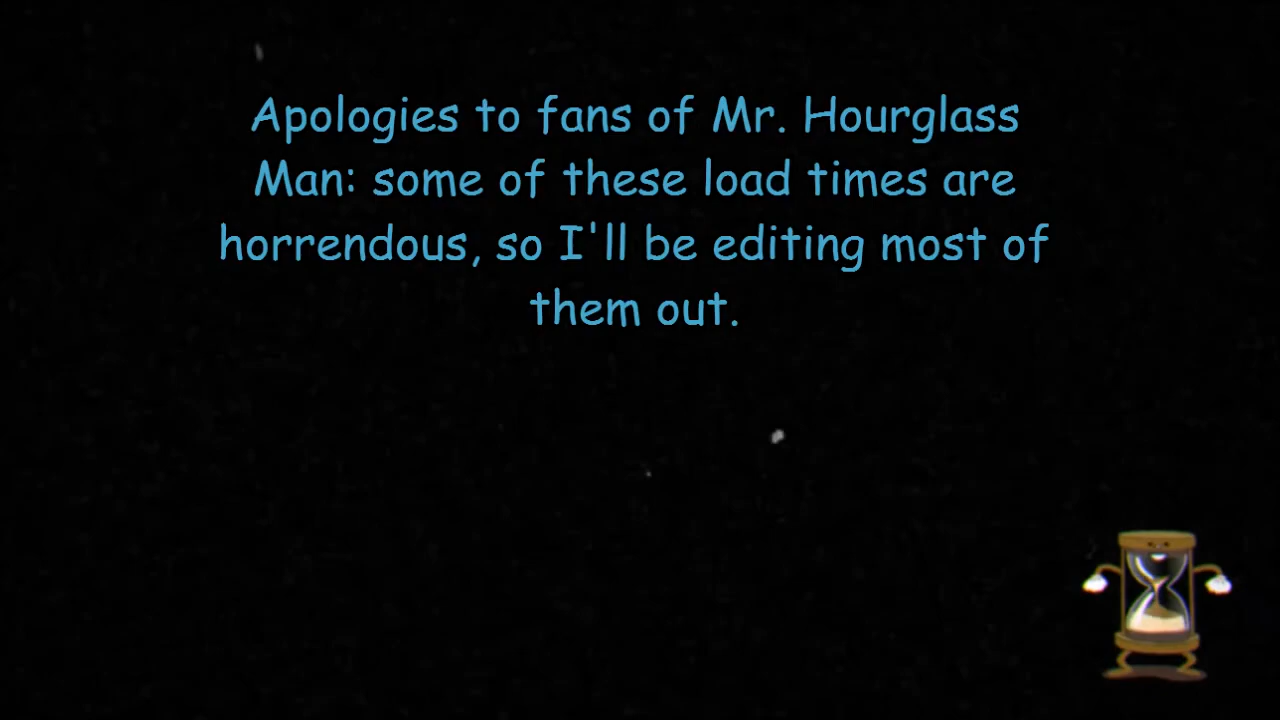 Apologies to fans of Mr. Hourglass
Man: some of these load times are
horrendous, so I'll be editing most of
them out.